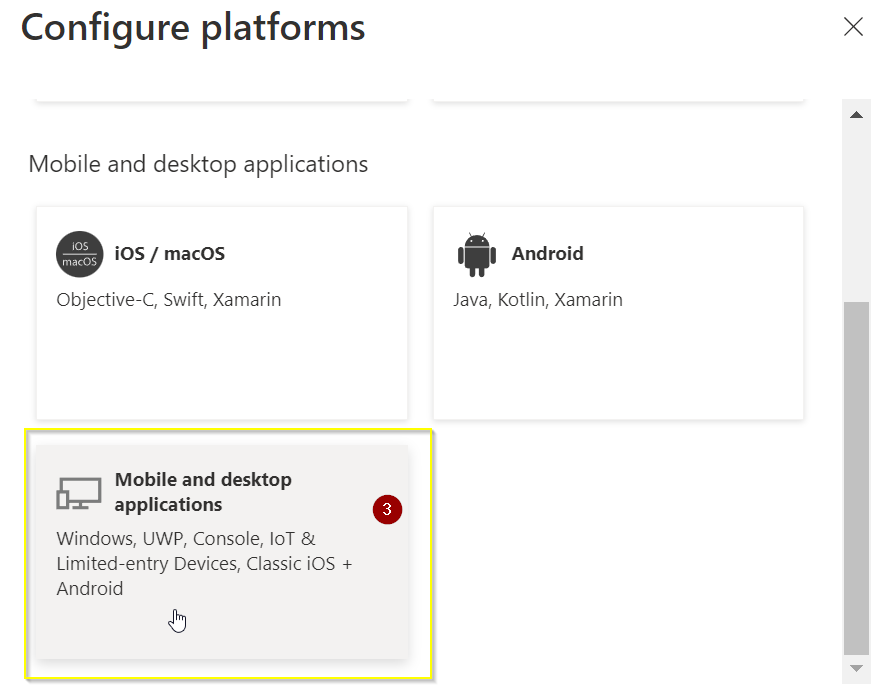 Configure platforms
Mobile and desktop applications
iOS
macOS
iOS / macOS
Objective-C, Swift, Xamarin
Android
Java, Kotlin, Xamarin
Mobile and desktop
applications
3
Windows, UWP, Console, IoT &
Limited-entry Devices, Classic iOS +
Android